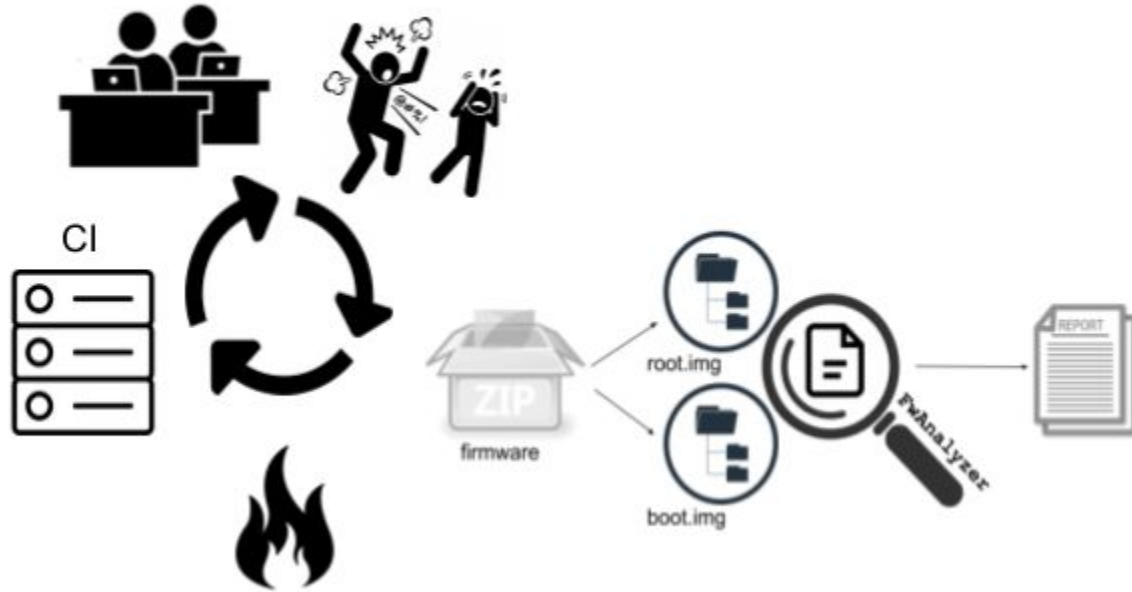 @#%!
CI
ZIP
firmware
root.img
boot.img
FwAnalyzer
REPORT